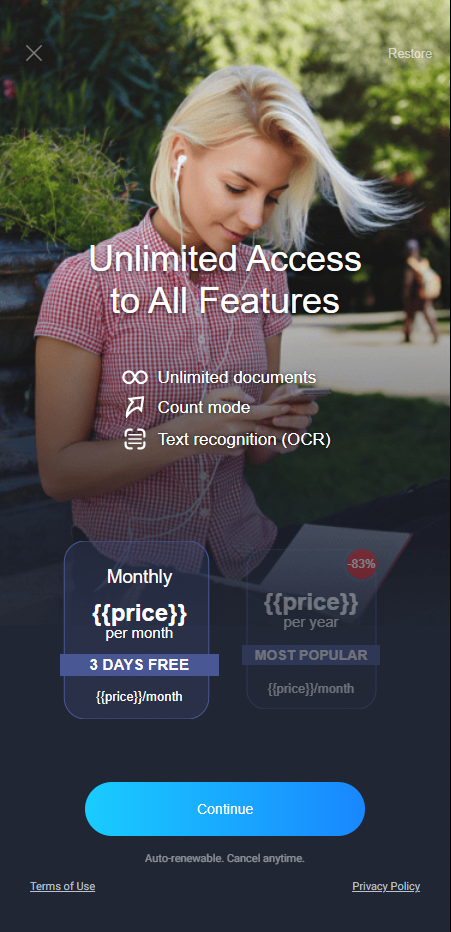 Restore
Unlimited Access
to All Features
Unlimited documents
Count mode
Text recognition (OCR)
Monthly
{{price}}
per month
3 DAYS FREE
{{price}}/month
-83%
{{price}}
per year
MOST POPULAR
{{price}}/month
Continue
Auto-renewable. Cancel anytime.
Terms of Use
Privacy Policy